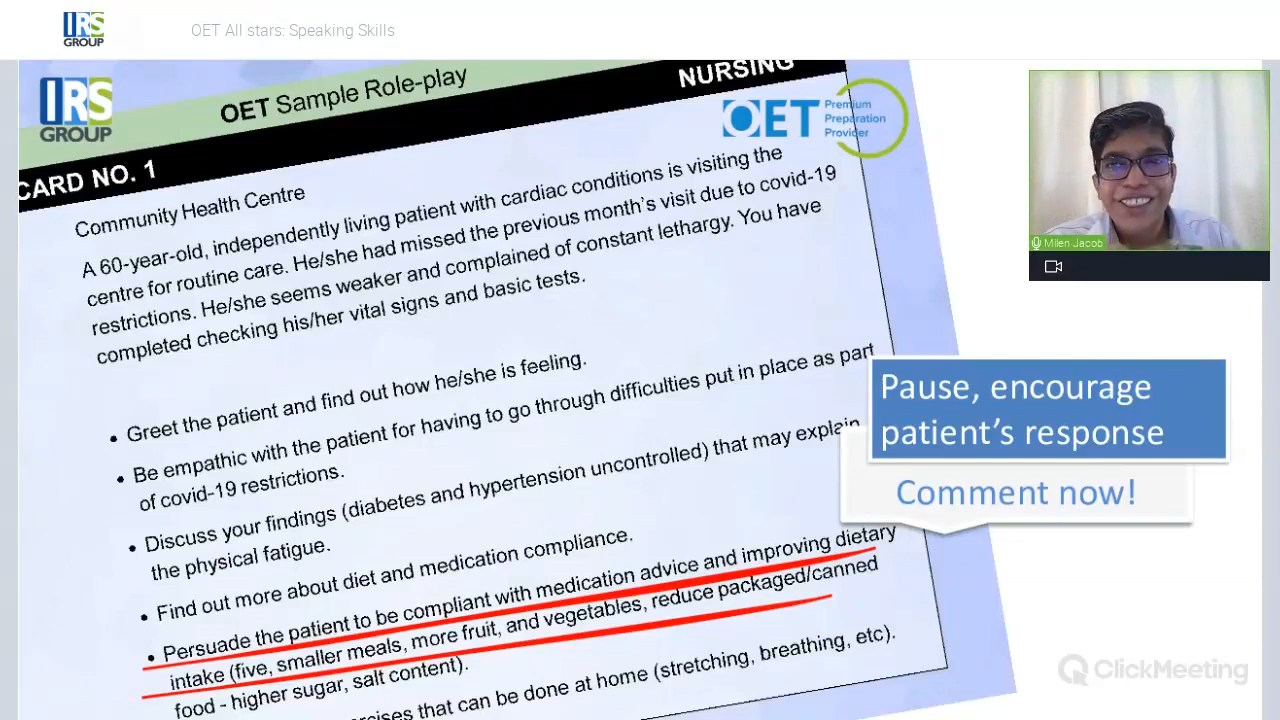 IRS
GROUP
OET All stars: Speaking Skills
IRS
GROUP
OET Sample Role-play
NURSING
OET Premium
Preparation
Provider
CARD NO. 1
Community Health Centre
A 60-year-old, independently living patient with cardiac conditions is visiting the
centre for routine care. He/she had missed the previous month's visit due to covid-19
restrictions. He/she seems weaker and complained of constant lethargy. You have
completed checking his/her vital signs and basic tests.
• Greet the patient and find out how he/she is feeling.
• Be empathic with the patient for having to go through difficulties put in place as part
of covid-19 restrictions.
• Discuss your findings (diabetes and hypertension uncontrolled) that may explain
the physical fatigue.
• Find out more about diet and medication compliance.
• Persuade the patient to be compliant with medication advice and improving dietary
intake (five, smaller meals, more fruit, and vegetables, reduce packaged/canned
food - higher sugar, salt content).
that can be done at home (stretching, breathing, etc).
Milen Jacob
Pause, encourage
patient's response
Comment now!
ClickMeeting